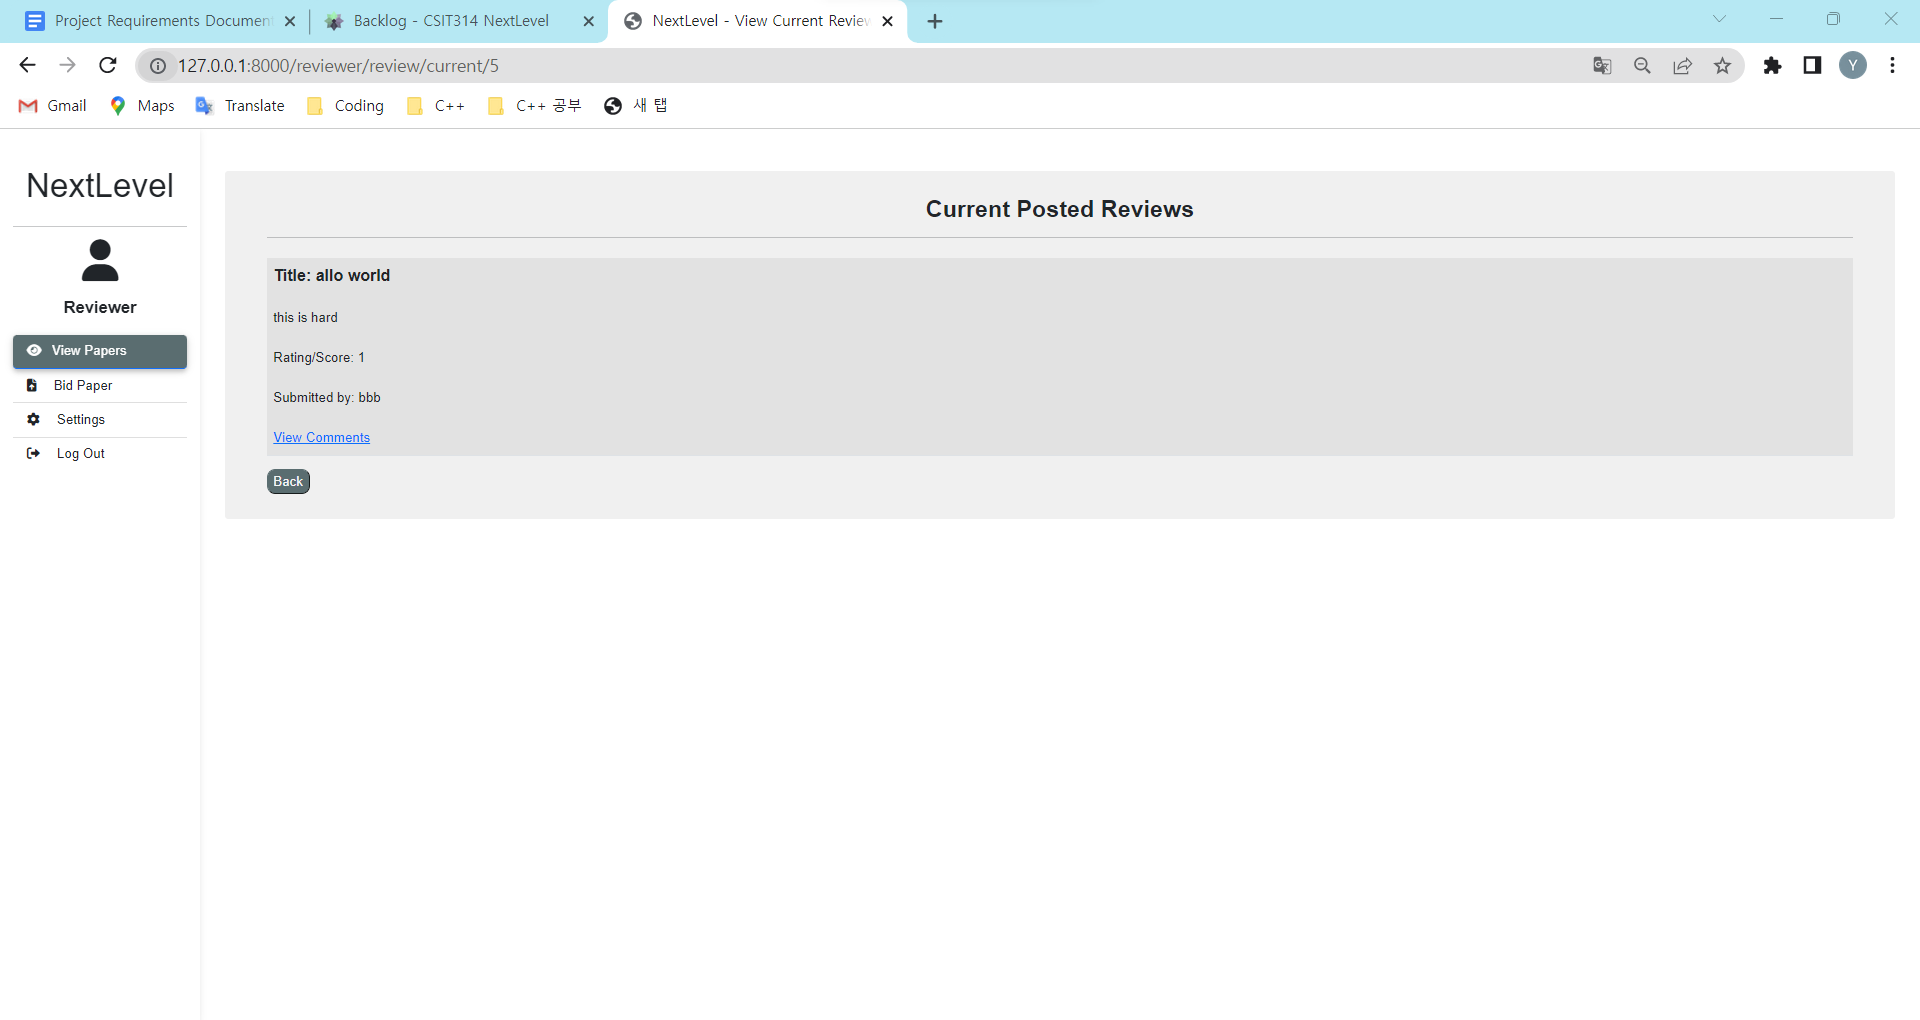 Project Requirements Documen
Backlog - CSIT314 NextLevel
NextLevel - View Current Review
127.0.0.1:8000/reviewer/review/current/5
Y
Gmail
Maps
Translate
Coding
C++
C++ 공부
새 탭
NextLevel
Reviewer
View Papers
Bid Paper
Settings
Log Out
Current Posted Reviews
Title: allo world
this is hard
Rating/Score: 1
Submitted by: bbb
View Comments
Back